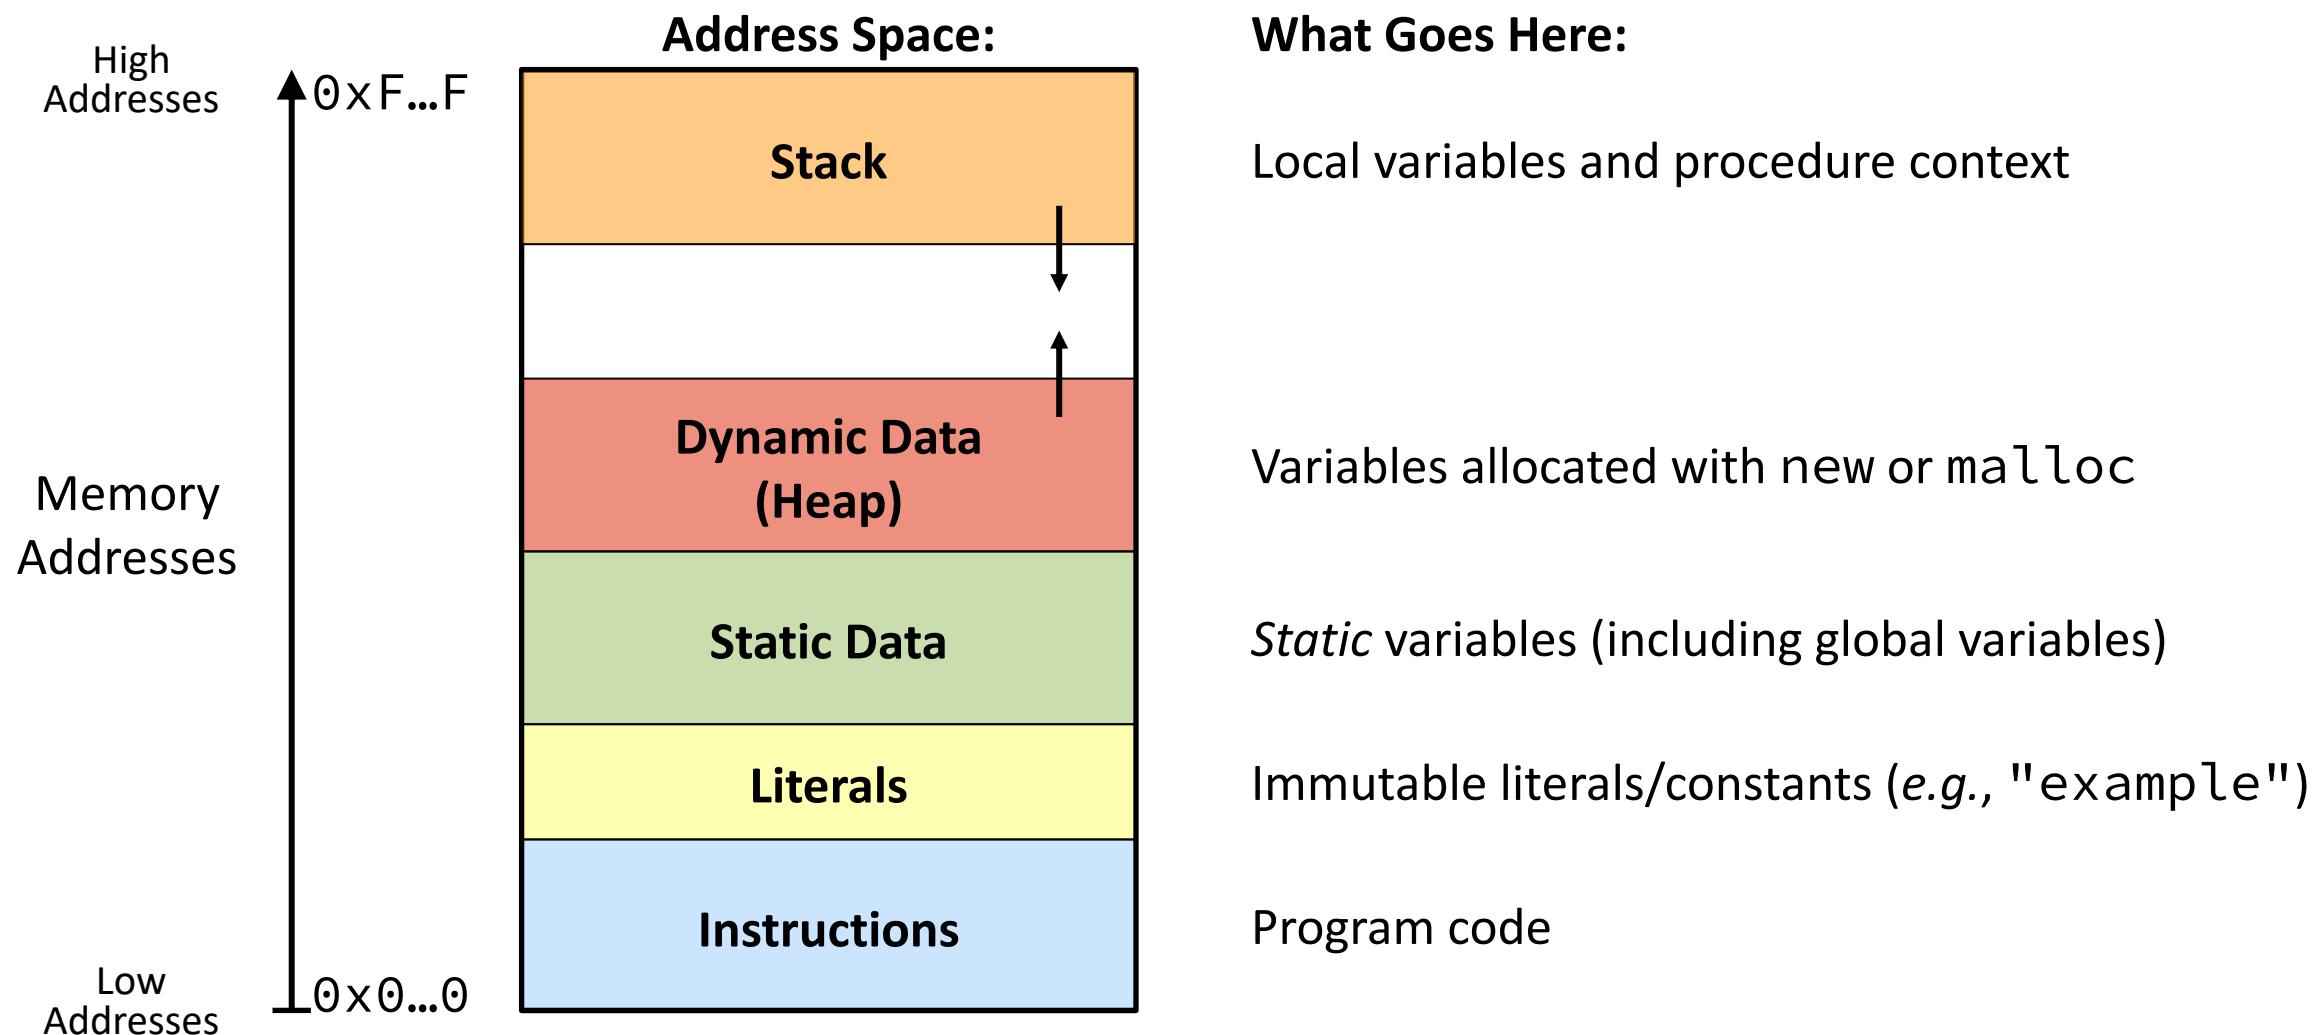 Address Space:
What Goes Here:
High
Addresses
0xF…F
Stack
Local variables and procedure context
Dynamic Data
(Heap)
Variables allocated with new or malloc
Memory
Addresses
Static Data
Static variables (including global variables)
Literals
Immutable literals/constants (e.g., "example")
Instructions
Program code
Low
Addresses
0x0…0